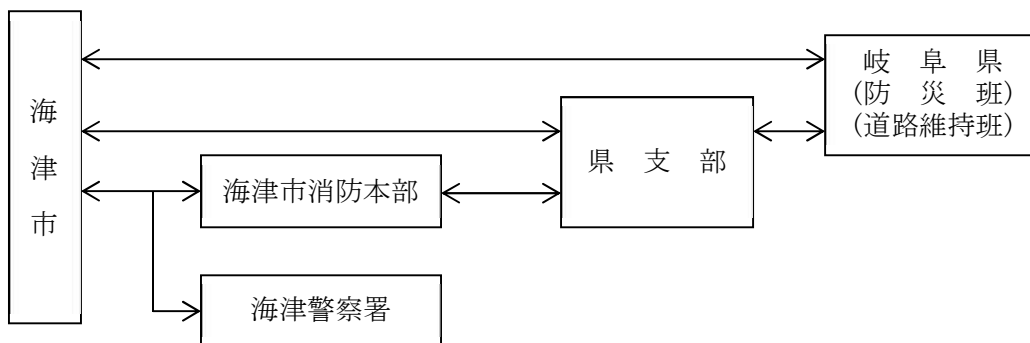 海津市
岐阜県
(防災班)
(道路維持班)
県支部
海津市消防本部
海津警察署